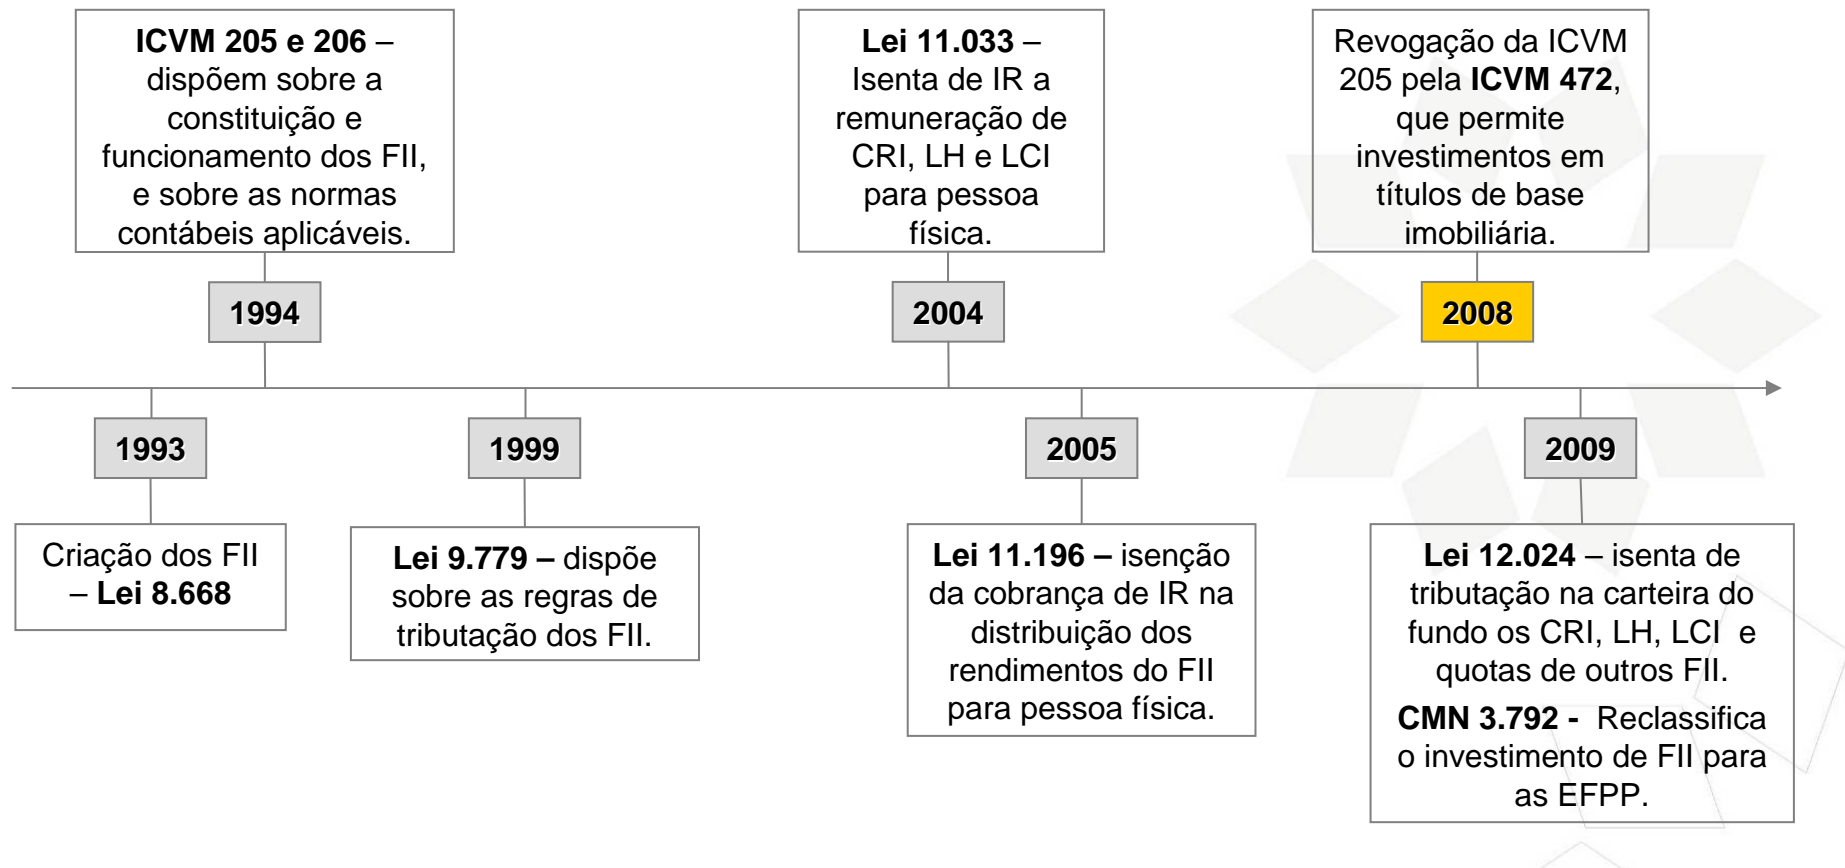 ICVM 205 e 206 –
dispõem sobre a
constituição e
funcionamento dos FII,
e sobre as normas
contábeis aplicáveis.
Lei 11.033 –
Isenta de IR a
remuneração de
CRI, LH e LCI
para pessoa
física.
Revogação da ICVM
205 pela ICVM 472,
que permite
investimentos em
títulos de base
imobiliária.
1994
2004
2008
1993
1999
2005
2009
Criação dos FII
– Lei 8.668
Lei 9.779 – dispõe
sobre as regras de
tributação dos FII.
Lei 11.196 – isenção
da cobrança de IR na
distribuição dos
rendimentos do FII
para pessoa física.
Lei 12.024 – isenta de
tributação na carteira do
fundo os CRI, LH, LCI e
quotas de outros FII.
CMN 3.792 - Reclassifica
o investimento de FII para
as EFPP.